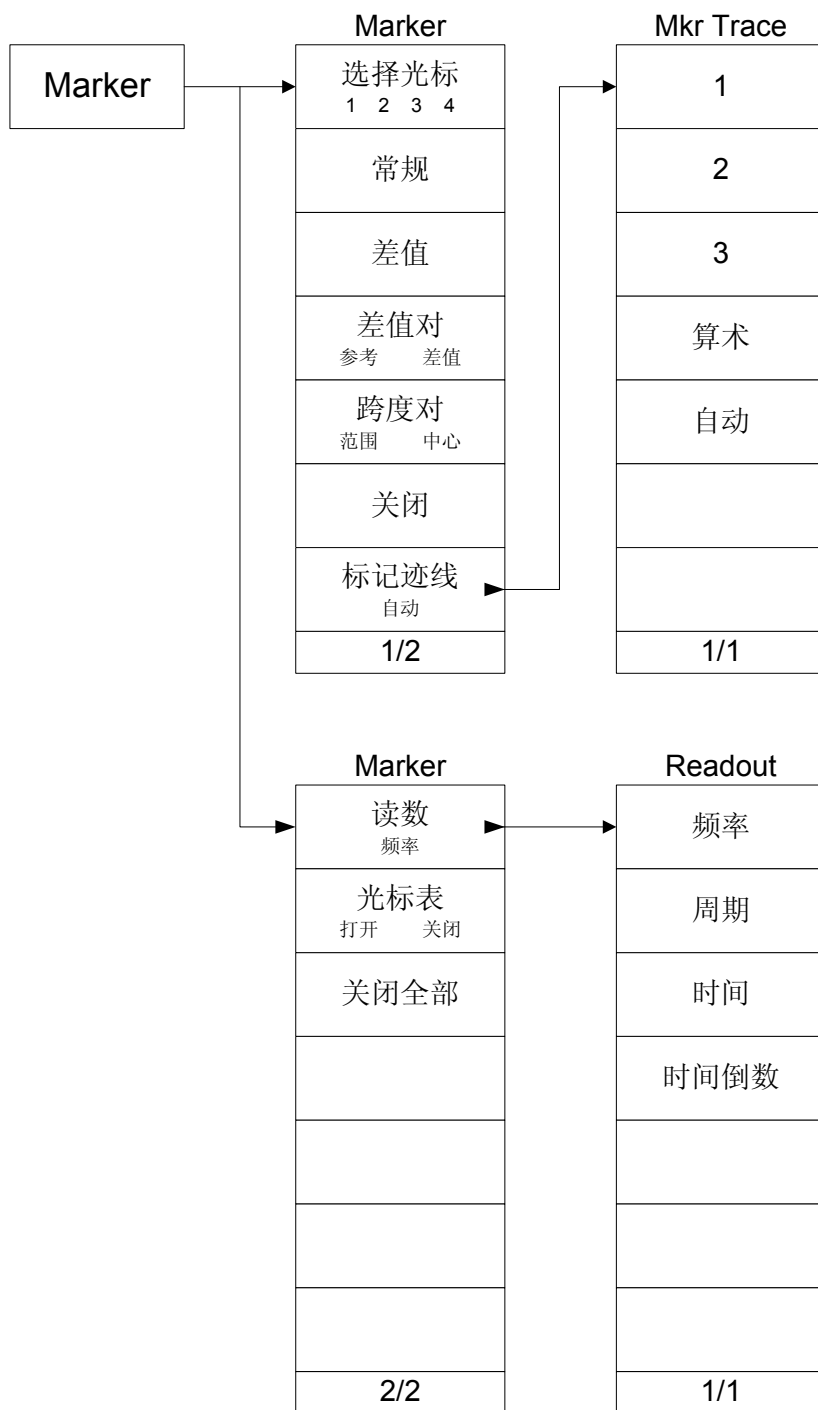 Marker
Marker
选择光标
1 2 3 4
常规
差值
差值对
参考 差值
跨度对
范围 中心
关闭
标记迹线
自动
1/2
Mkr Trace
1
2
3
算术
自动
1/1
Marker
读数
频率
光标表
打开 关闭
关闭全部
2/2
Readout
频率
周期
时间
时间倒数
1/1